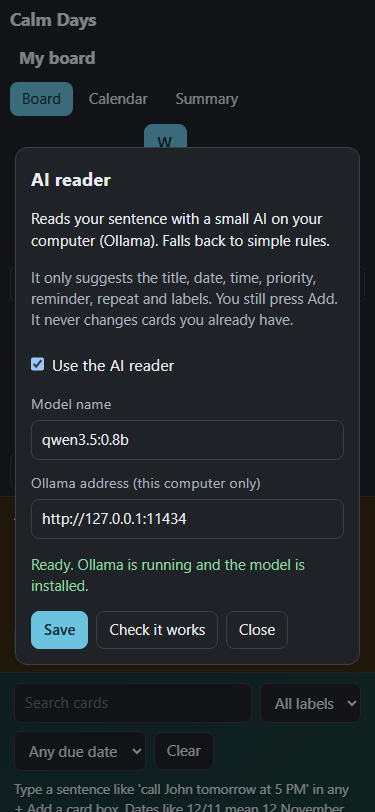 Calm Days
My board
Board Calendar Summary
W
AI reader
Reads your sentence with a small AI on your
computer (Ollama). Falls back to simple rules.
It only suggests the title, date, time, priority,
reminder, repeat and labels. You still press Add.
It never changes cards you already have.
Use the AI reader
Model name
qwen3.5:0.8b
Ollama address (this computer only)
http://127.0.0.1:11434
Ready. Ollama is running and the model is
installed.
Save Check it works Close
Search cards All labels
Any due date Clear
Type a sentence like 'call John tomorrow at 5 PM' in any
+ Add a card box. Dates like 12/11 mean 12 November